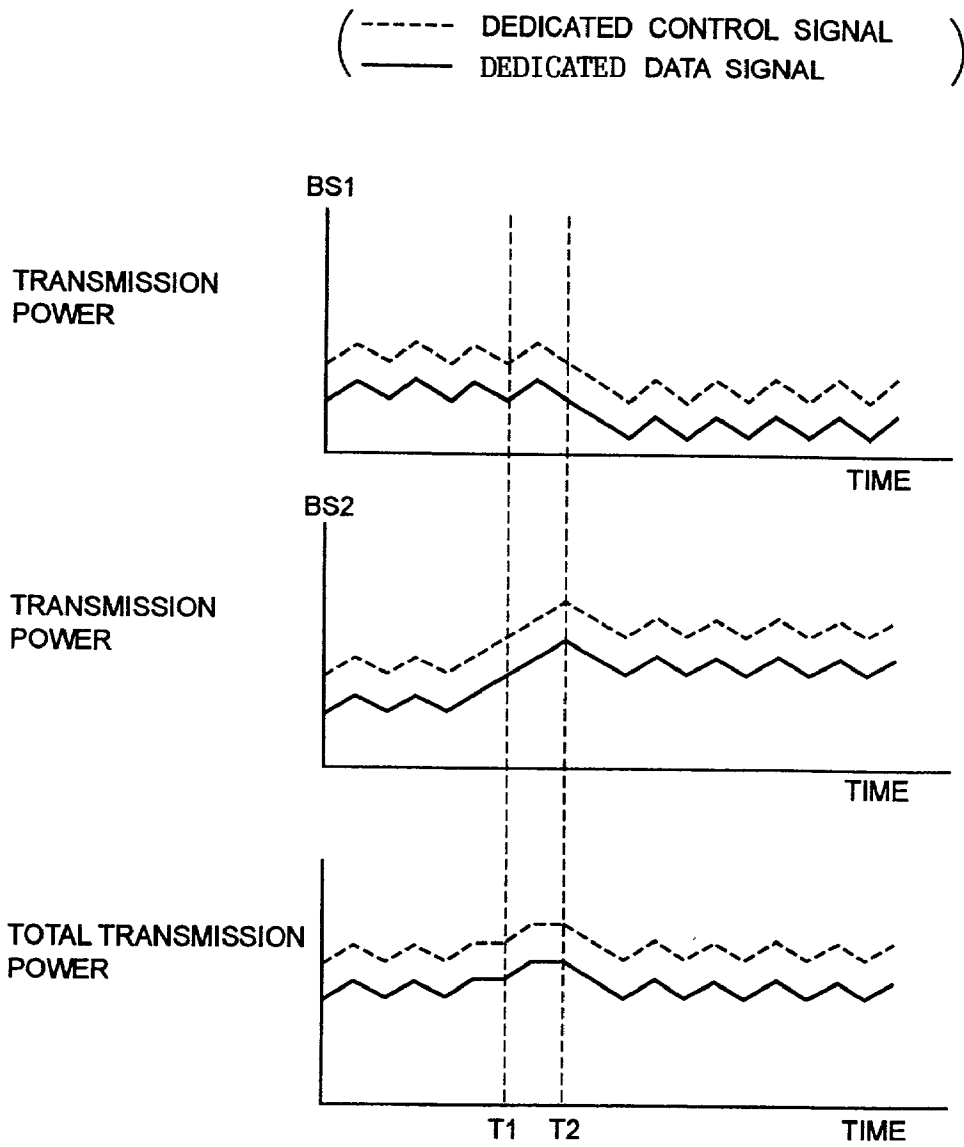 DEDICATED CONTROL SIGNAL
DEDICATED DATA SIGNAL
BS1
TRANSMISSION
POWER
TIME
BS2
TRANSMISSION
POWER
TIME
TOTAL TRANSMISSION
POWER
T1 T2 TIME